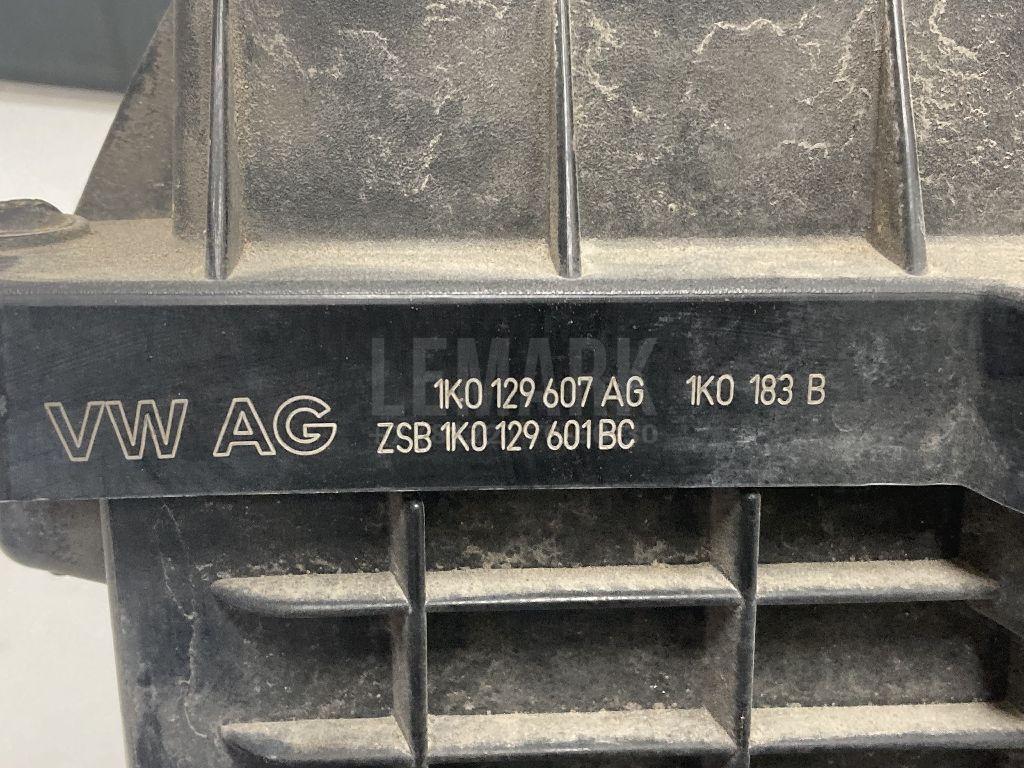 LEMARK
1K0 129 607 AG 1K0 183 B
VW AG
ZSB 1K0 129 601 BC